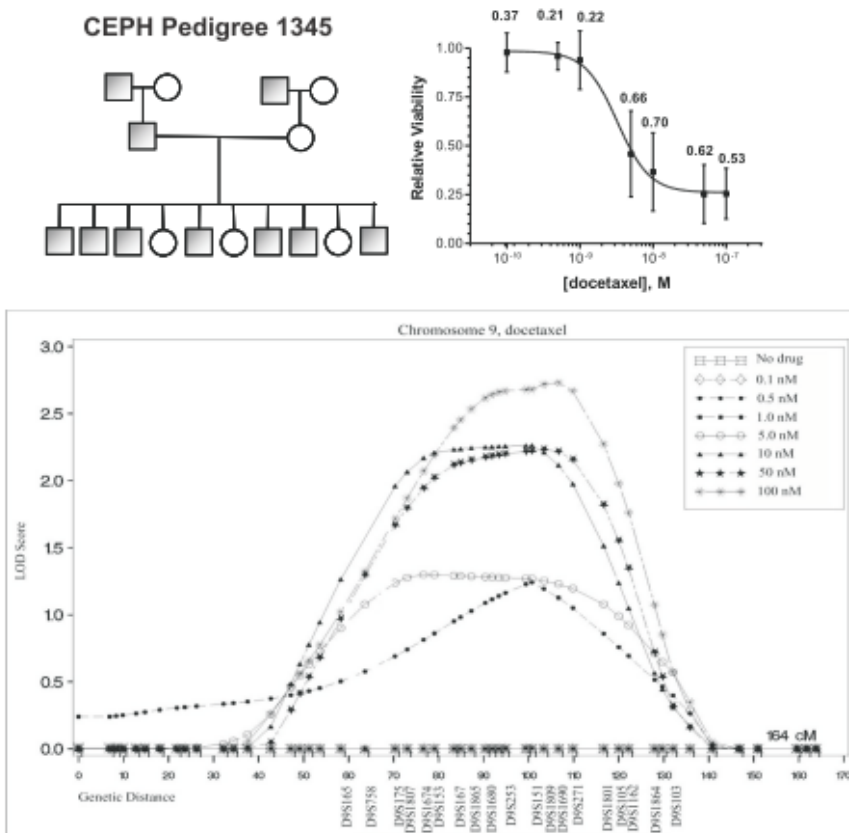 CEPH Pedigree 1345
0.37 0.21 0.22
0.66
0.70
0.62 0.53
1.00
0.75
0.50
0.25
0.00
Relative Viability
10⁻¹⁰ 10⁻⁹ 10⁻⁸ 10⁻⁷
[docetaxel], M
Chromosome 9, docetaxel
3.0
2.5
2.0
1.5
1.0
0.5
0.0
LOD Score
No drug
0.1 nM
0.5 nM
1.0 nM
5.0 nM
10 nM
50 nM
100 nM
164 cM
0 10 20 30 40 50 60 70 80 90 100 110 120 130 140 150 160 170
Genetic Distance
D9S165
D9S758
D9S175
D9S1807
D9S1674
D9S153
D9S167
D9S1865
D9S1680
D9S253
D9S151
D9S1809
D9S1690
D9S271
D9S1801
D9S105
D9S1182
D9S1864
D9S103